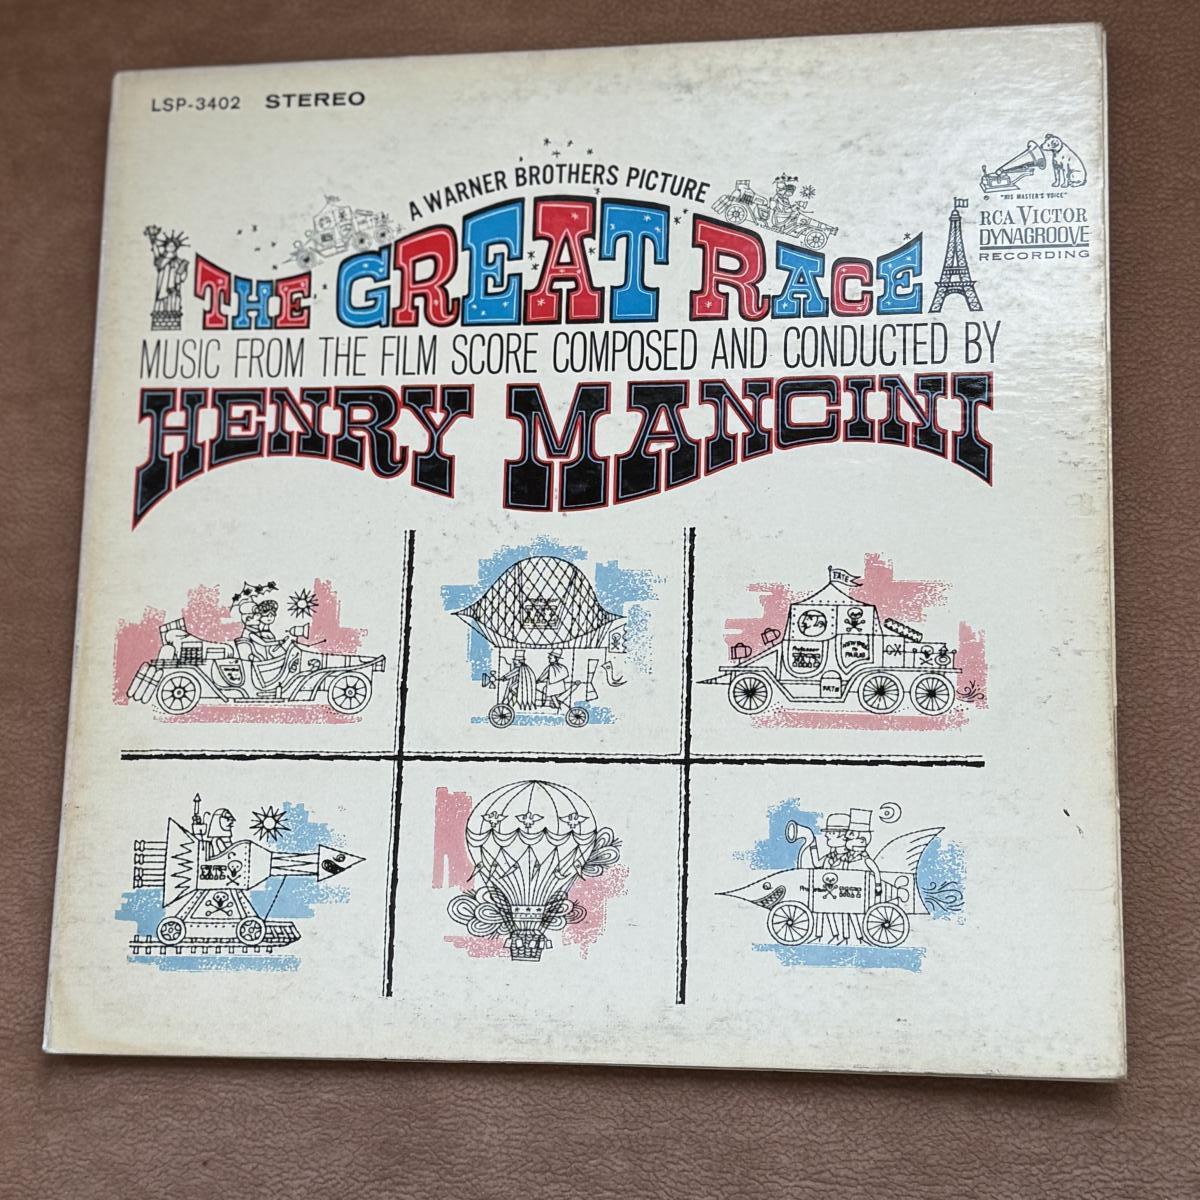 LSP-3402 STEREO
A WARNER BROTHERS PICTURE
THE GREAT RACE
"HIS MASTER'S VOICE"
RCA VICTOR
DYNAGROOVE
RECORDING
MUSIC FROM THE FILM SCORE COMPOSED AND CONDUCTED BY
HENRY MANCINI
FATE